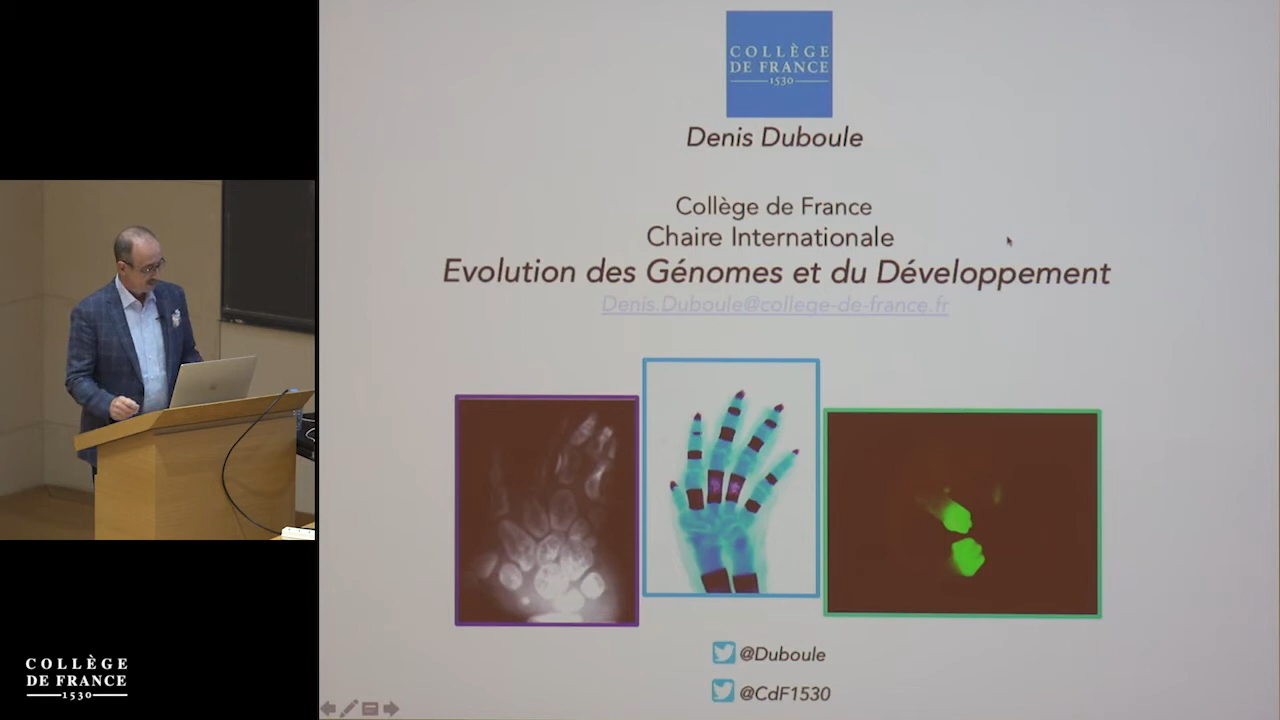 COLLÈGE
DE FRANCE
1530
Denis Duboule
Collège de France
Chaire Internationale
Evolution des Génomes et du Développement
Denis.Duboule@college-de-france.fr
@Duboule
@CdF1530
COLLÈGE
DE FRANCE
1530